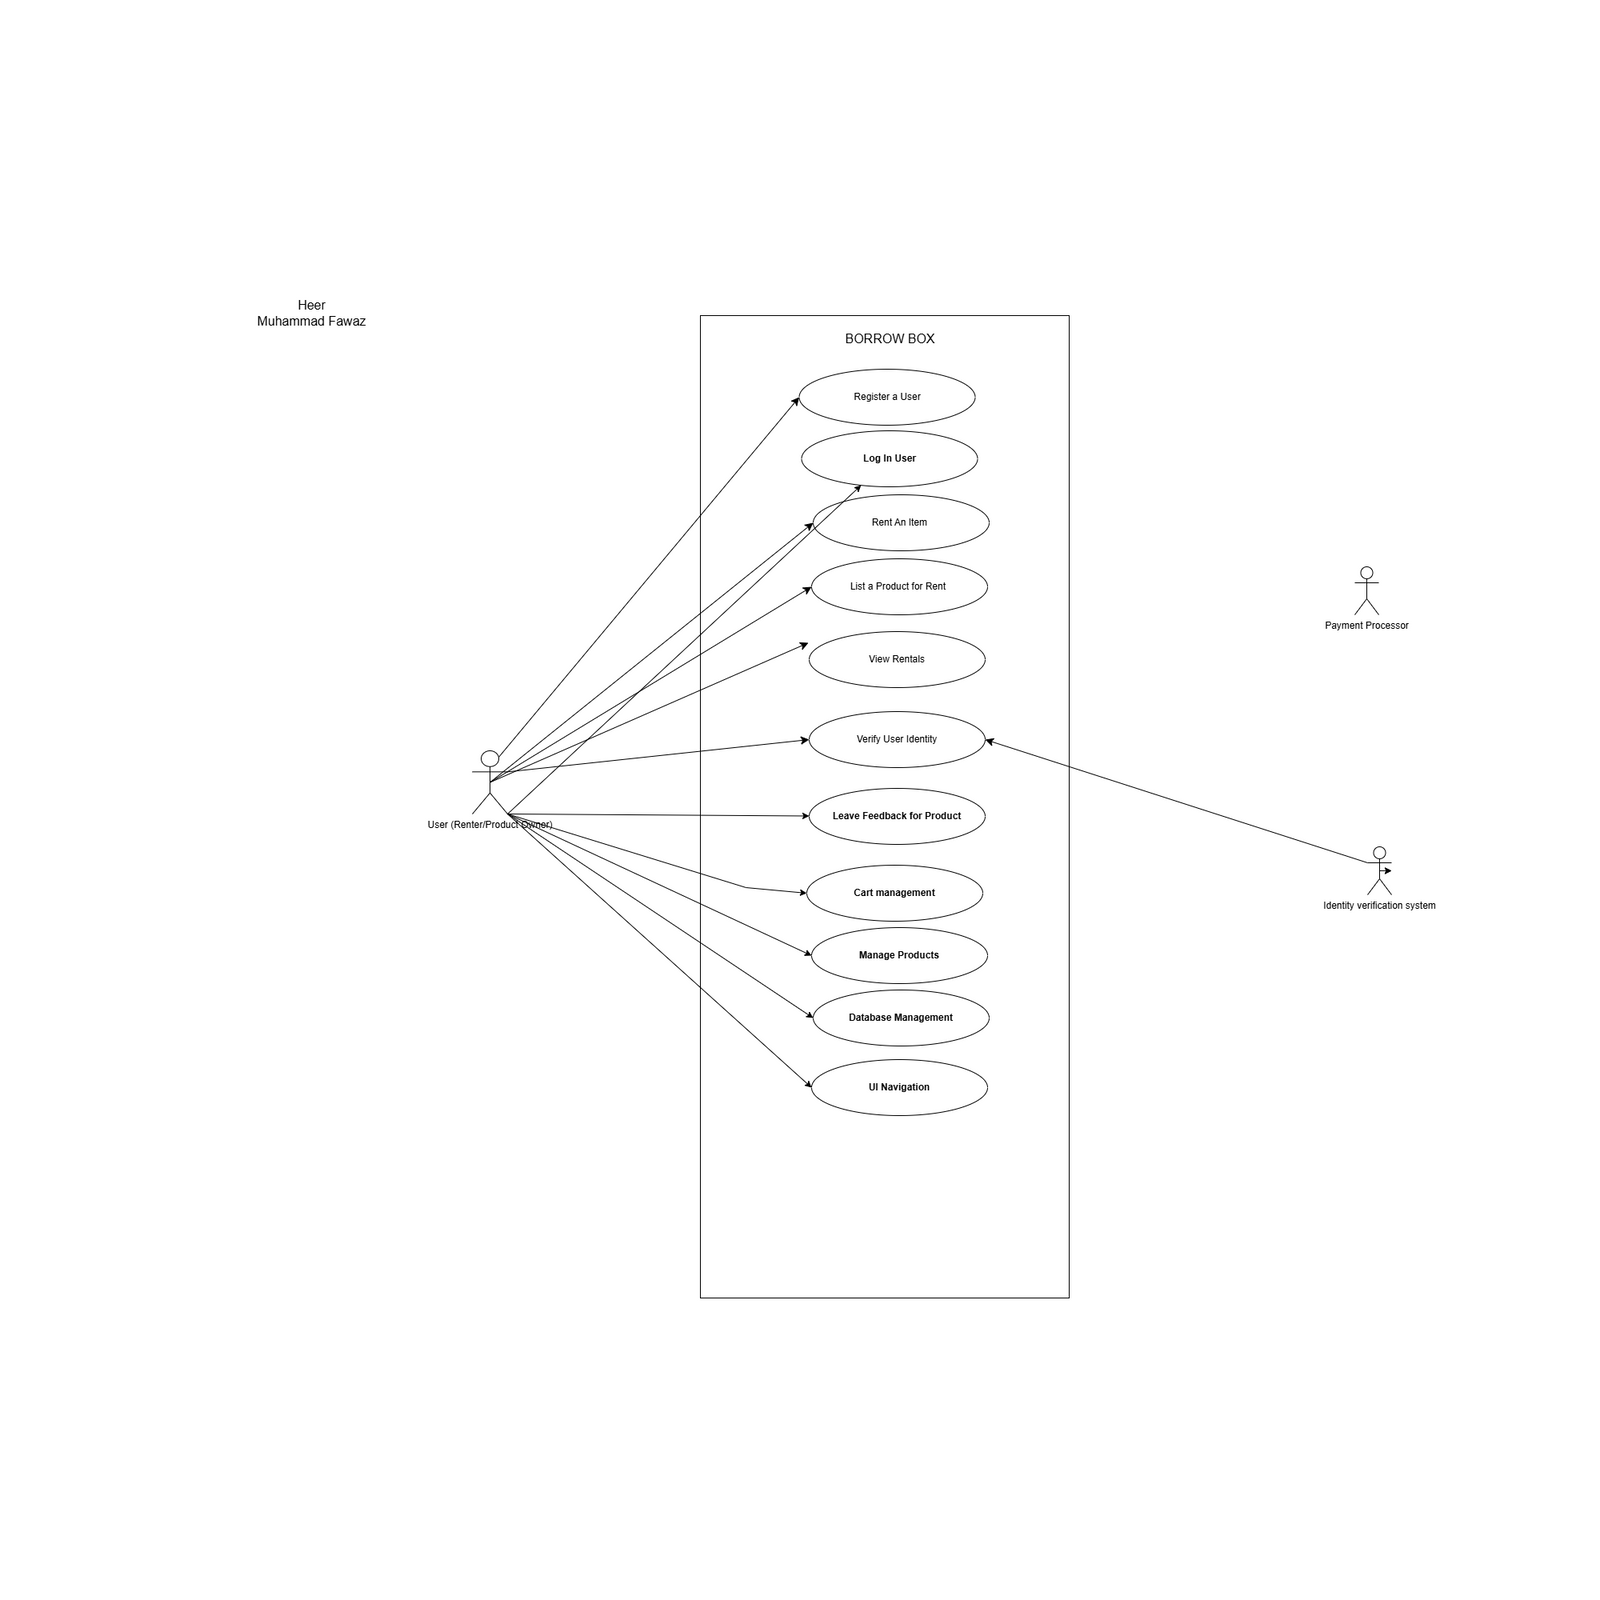 Heer
Muhammad Fawaz
BORROW BOX
Register a User
Log In User
Rent An Item
List a Product for Rent
View Rentals
Verify User Identity
Leave Feedback for Product
Cart management
Manage Products
Database Management
UI Navigation
User (Renter/Product Owner)
Payment Processor
Identity verification system